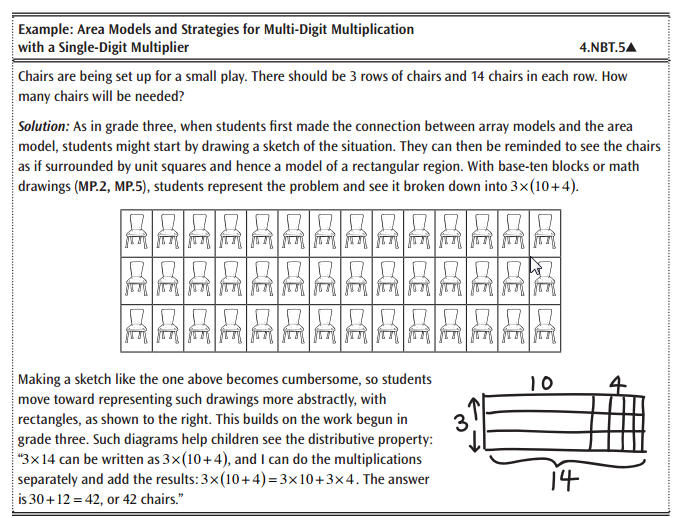 Example: Area Models and Strategies for Multi-Digit Multiplication
with a Single-Digit Multiplier 4.NBT.5▲
Chairs are being set up for a small play. There should be 3 rows of chairs and 14 chairs in each row. How
many chairs will be needed?
Solution: As in grade three, when students first made the connection between array models and the area
model, students might start by drawing a sketch of the situation. They can then be reminded to see the chairs
as if surrounded by unit squares and hence a model of a rectangular region. With base-ten blocks or math
drawings (MP.2, MP.5), students represent the problem and see it broken down into 3×(10+4).
Making a sketch like the one above becomes cumbersome, so students
move toward representing such drawings more abstractly, with
rectangles, as shown to the right. This builds on the work begun in
grade three. Such diagrams help children see the distributive property:
“3×14 can be written as 3×(10+4), and I can do the multiplications
separately and add the results: 3×(10+4)=3×10+3×4. The answer
is 30+12=42, or 42 chairs.”
10 4
3
14